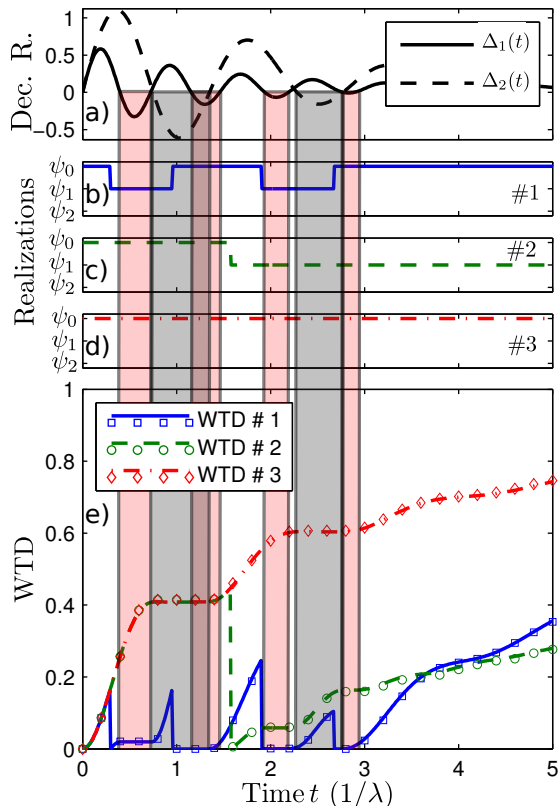 Dec. R.
1
0.5
0
−0.5
a)
Δ₁(t)
Δ₂(t)
Realizations
ψ₀
ψ₁
ψ₂
b)
#1
ψ₀
ψ₁
ψ₂
c)
#2
ψ₀
ψ₁
ψ₂
d)
#3
WTD
1
0.8
0.6
0.4
0.2
0
e)
WTD # 1
WTD # 2
WTD # 3
0 1 2 3 4 5
Time t (1/λ)